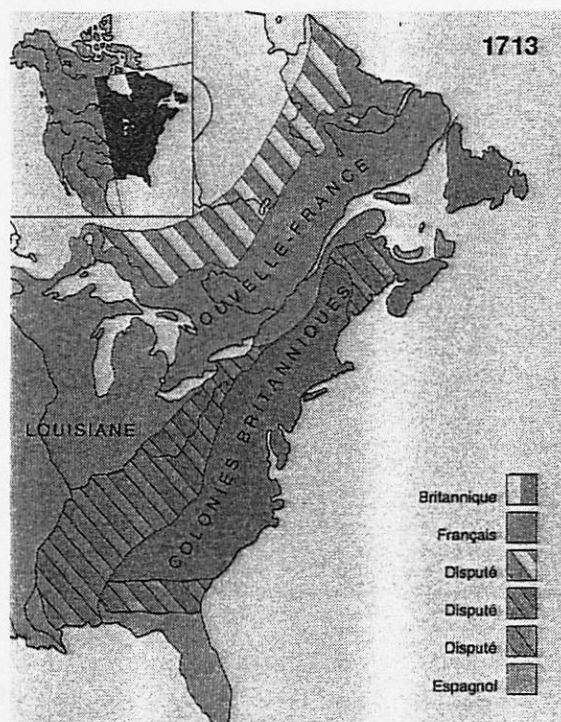 1713
NOUVELLE-FRANCE
LOUISIANE
COLONIES BRITANNIQUES
Britannique
Français
Disputé
Disputé
Disputé
Espagnol